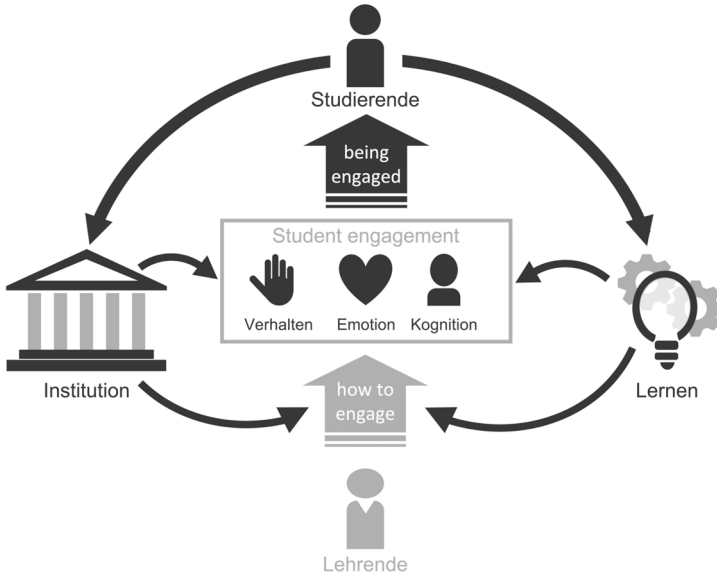 Studierende
being
engaged
Student engagement
Verhalten Emotion Kognition
Institution
Lernen
how to
engage
Lehrende